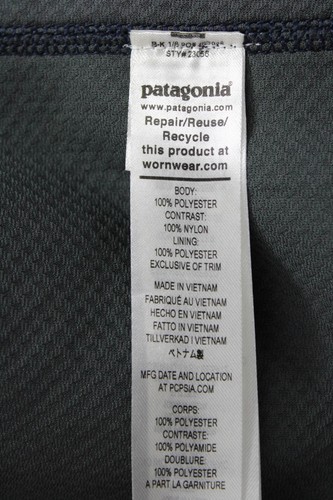 STY# 23056
patagonia®
www.patagonia.com
Repair/Reuse/
Recycle
this product at
wornwear.com
BODY:
100% POLYESTER
CONTRAST:
100% NYLON
LINING:
100% POLYESTER
EXCLUSIVE OF TRIM
MADE IN VIETNAM
FABRIQUÉ AU VIETNAM
HECHO EN VIETNAM
FATTO IN VIETNAM
TILLVERKAD I VIETNAM
ベトナム製
MFG DATE AND LOCATION
AT PCPSIA.COM
CORPS:
100% POLYESTER
CONTRASTE:
100% POLYAMIDE
DOUBLURE:
100% POLYESTER
A PART LA GARNITURE